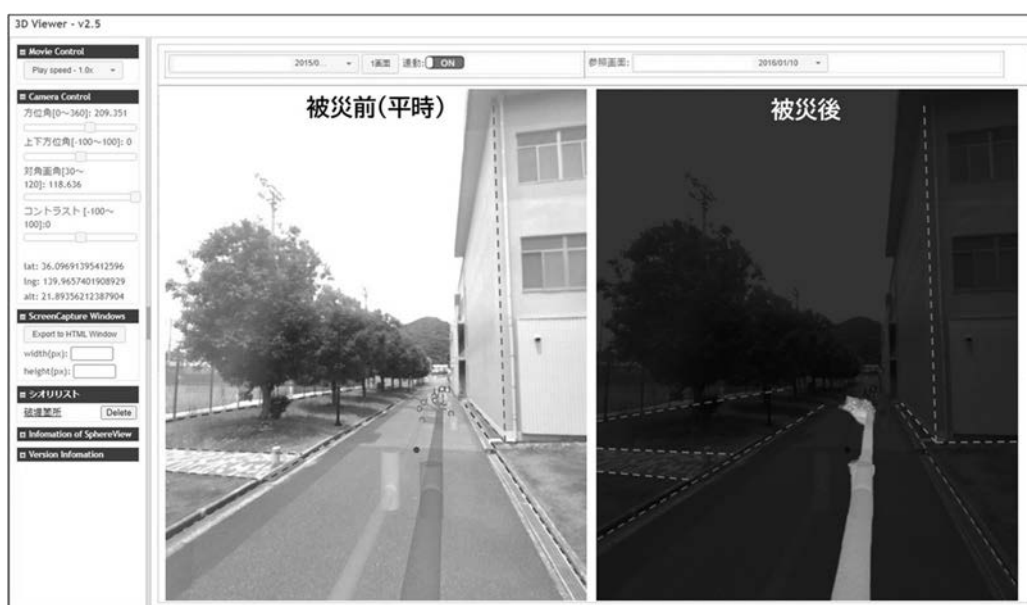 3D Viewer - v2.5
Movie Control
Play speed - 1.0x
Camera Control
方位角[0～360]: 209.351
上下方位角[-100～100]: 0
対角画角[30～
120]: 118.636
コントラスト [-100～
100]:0
lat: 36.09691395412596
lng: 139.9657401908929
alt: 21.89356212387904
ScreenCapture Windows
Export to HTML Window
width(px):
height(px):
シオリリスト
破壊箇所 Delete
Infomation of SphereView
Version Infomation
2015/0... 1画面 連動: ON
参照画面: 2016/01/10
被災前(平時)
被災後